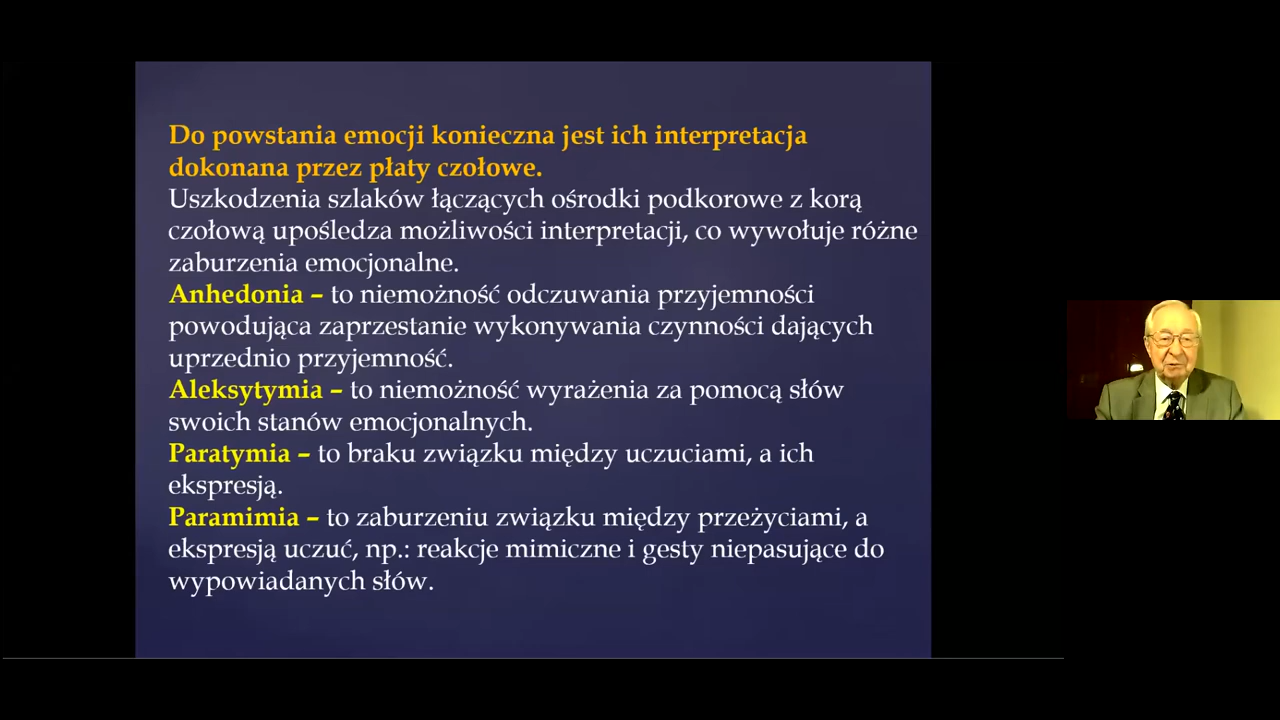 Do powstania emocji konieczna jest ich interpretacja
dokonana przez płaty czołowe.
Uszkodzenia szlaków łączących ośrodki podkorowe z korą
czołową upośledza możliwości interpretacji, co wywołuje różne
zaburzenia emocjonalne.
Anhedonia – to niemożność odczuwania przyjemności
powodująca zaprzestanie wykonywania czynności dających
uprzednio przyjemność.
Aleksytymia – to niemożność wyrażenia za pomocą słów
swoich stanów emocjonalnych.
Paratymia – to braku związku między uczuciami, a ich
ekspresją.
Paramimia – to zaburzeniu związku między przeżyciami, a
ekspresją uczuć, np.: reakcje mimiczne i gesty niepasujące do
wypowiadanych słów.